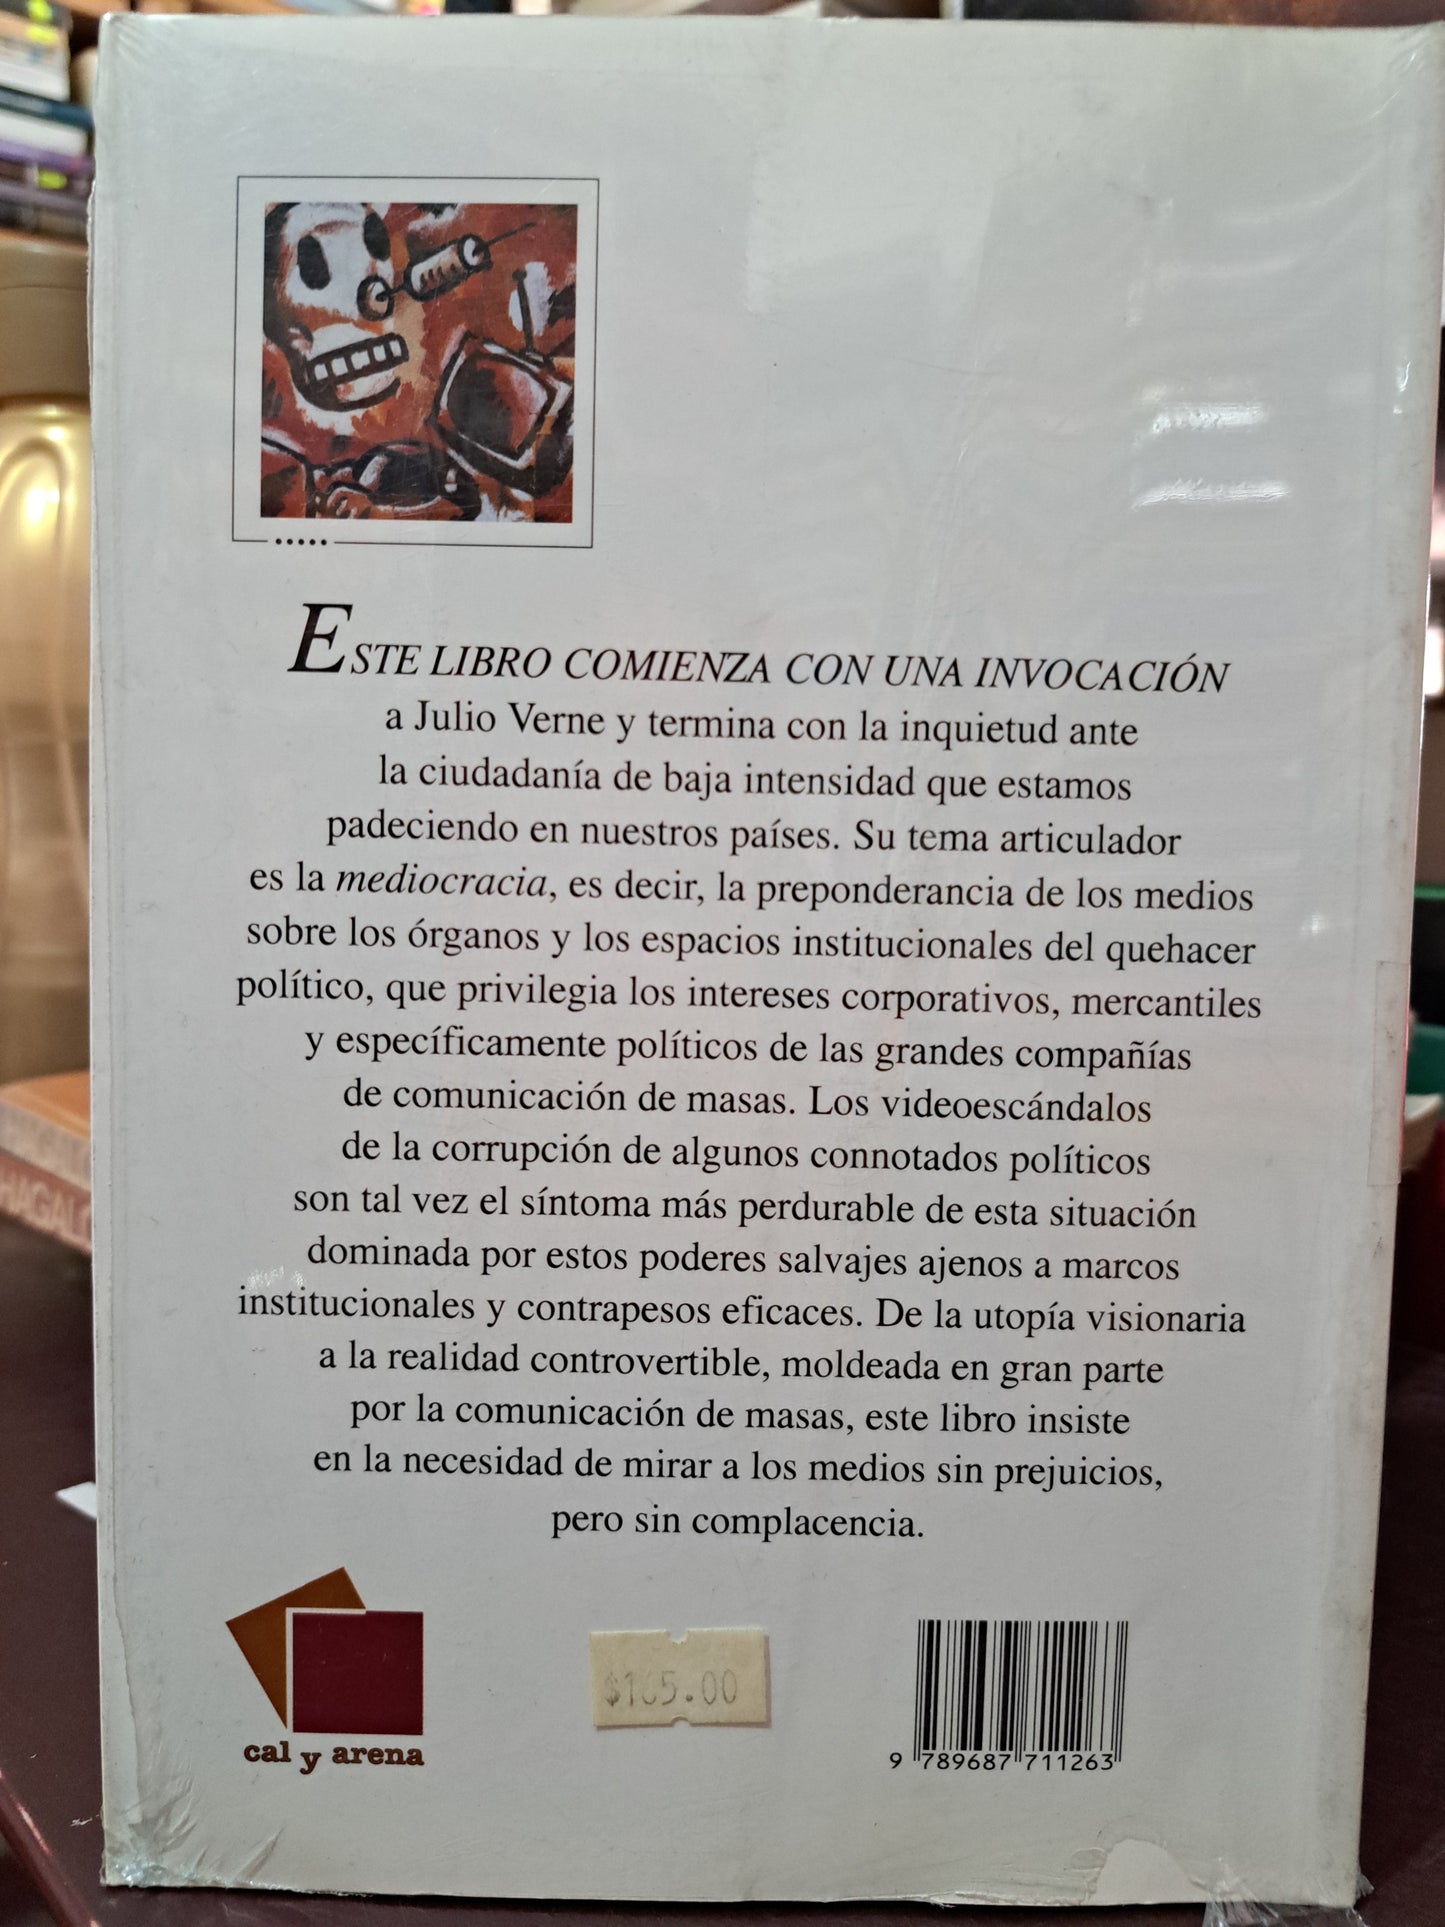 ESTE LIBRO COMIENZA CON UNA INVOCACIÓN
a Julio Verne y termina con la inquietud ante
la ciudadanía de baja intensidad que estamos
padeciendo en nuestros países. Su tema articulador
es la mediocracia, es decir, la preponderancia de los medios
sobre los órganos y los espacios institucionales del quehacer
político, que privilegia los intereses corporativos, mercantiles
y específicamente políticos de las grandes compañías
de comunicación de masas. Los videoescándalos
de la corrupción de algunos connotados políticos
son tal vez el síntoma más perdurable de esta situación
dominada por estos poderes salvajes ajenos a marcos
institucionales y contrapesos eficaces. De la utopía visionaria
a la realidad controvertible, moldeada en gran parte
por la comunicación de masas, este libro insiste
en la necesidad de mirar a los medios sin prejuicios,
pero sin complacencia.
cal y arena
$165.00
9 789687 711263